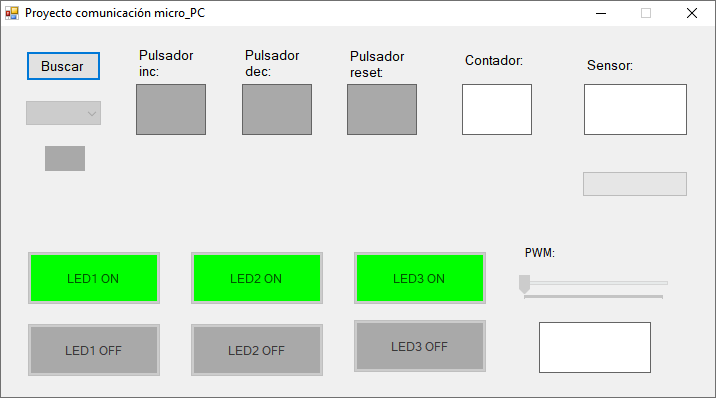 Proyecto comunicación micro_PC
Buscar
Pulsador
inc:
Pulsador
dec:
Pulsador
reset:
Contador:
Sensor:
LED1 ON
LED2 ON
LED3 ON
PWM:
LED1 OFF
LED2 OFF
LED3 OFF